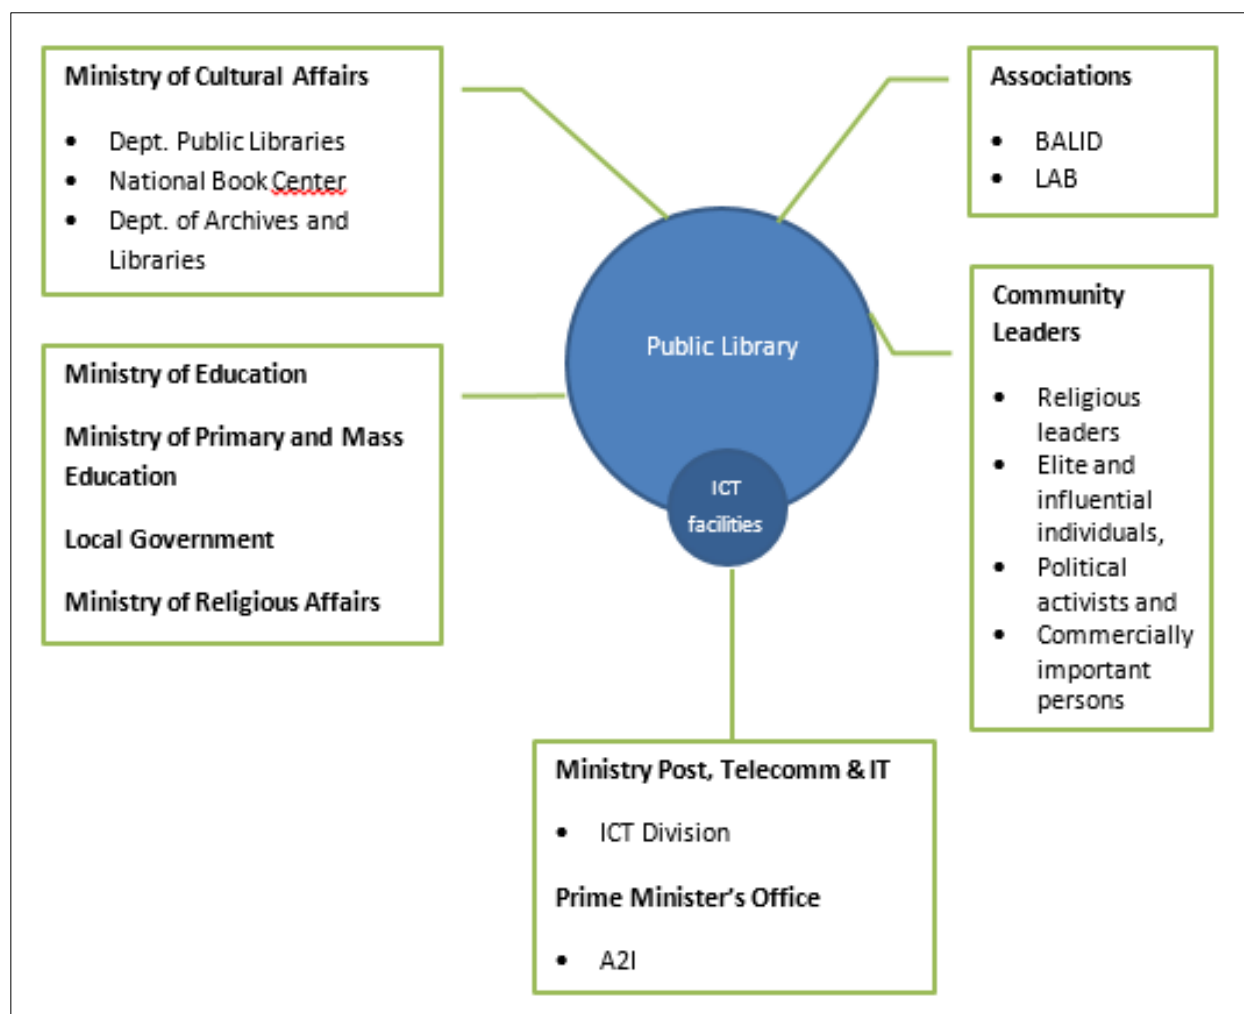 Ministry of Cultural Affairs
• Dept. Public Libraries
• National Book Center
• Dept. of Archives and
Libraries
Ministry of Education
Ministry of Primary and Mass
Education
Local Government
Ministry of Religious Affairs
Public Library
ICT
facilities
Associations
• BALID
• LAB
Community
Leaders
• Religious
leaders
• Elite and
influential
individuals,
• Political
activists and
• Commercially
important
persons
Ministry Post, Telecomm & IT
• ICT Division
Prime Minister’s Office
• A2I